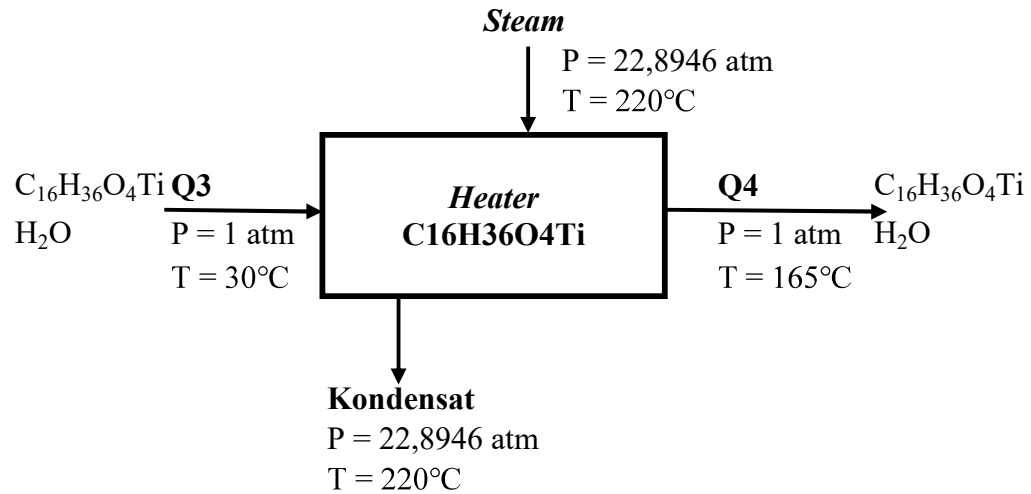 Steam
P = 22,8946 atm
T = 220℃
C₁₆H₃₆O₄Ti
H₂O
Q3
P = 1 atm
T = 30℃
Heater
C16H36O4Ti
Q4
P = 1 atm
T = 165℃
C₁₆H₃₆O₄Ti
H₂O
Kondensat
P = 22,8946 atm
T = 220℃